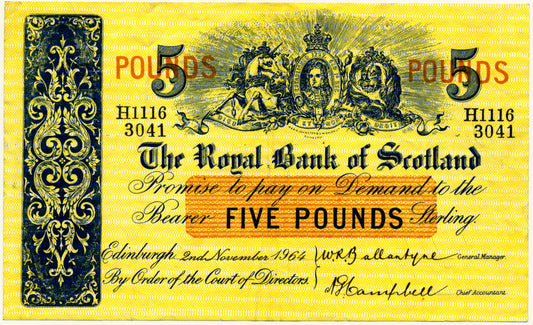 5 POUNDS POUNDS 5
H1116
3041
H1116
3041
The Royal Bank of Scotland
Promise to pay on Demand to the
Bearer FIVE POUNDS Sterling.
Edinburgh 2nd November 1964 W.R. Ballantyne General Manager.
By Order of the Court of Directors. A. Campbell Chief Accountant.